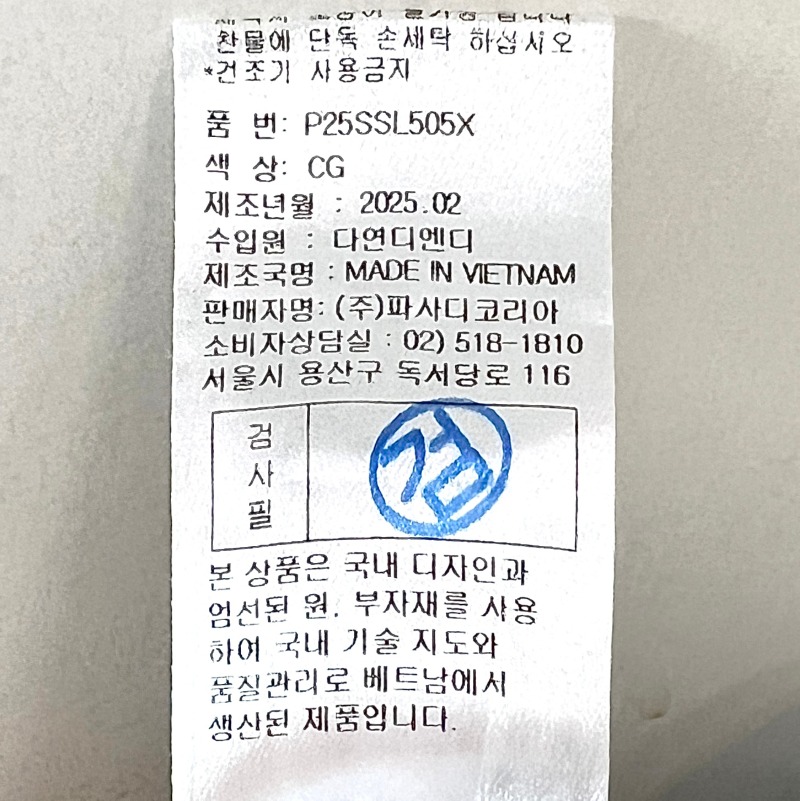 찬물에 단독 손세탁 하십시오
*건조기 사용금지
품 번: P25SSL505X
색 상: CG
제조년월 : 2025.02
수입원 : 다연디엔디
제조국명 : MADE IN VIETNAM
판매자명: (주)파사디코리아
소비자상담실 : 02) 518-1810
서울시 용산구 독서당로 116
검사필
검
본 상품은 국내 디자인과
엄선된 원, 부자재를 사용
하여 국내 기술 지도와
품질관리로 베트남에서
생산된 제품입니다.